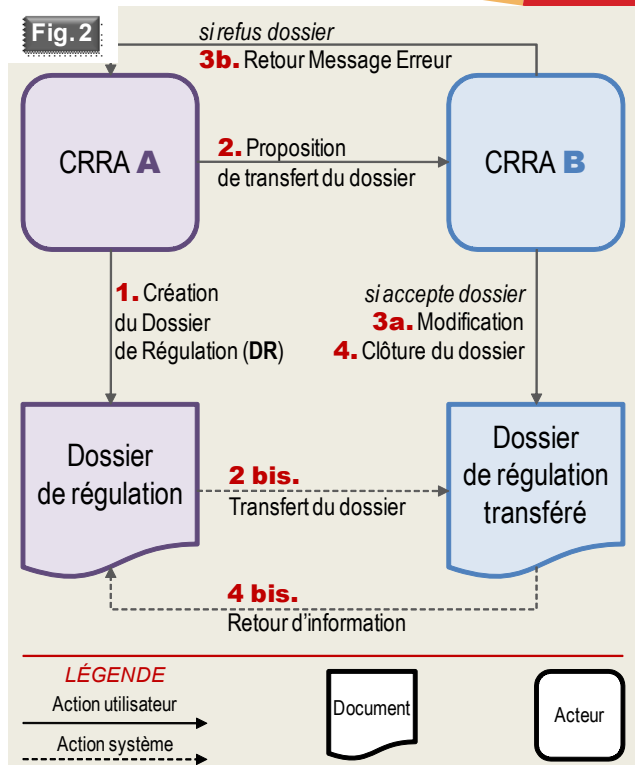 Fig. 2
si refus dossier
3b. Retour Message Erreur
CRRA A
2. Proposition
de transfert du dossier
CRRA B
1. Création
du Dossier
de Régulation (DR)
si accepte dossier
3a. Modification
4. Clôture du dossier
Dossier
de régulation
2 bis.
Transfert du dossier
Dossier
de régulation
transféré
4 bis.
Retour d'information
LÉGENDE
Action utilisateur
Action système
Document
Acteur